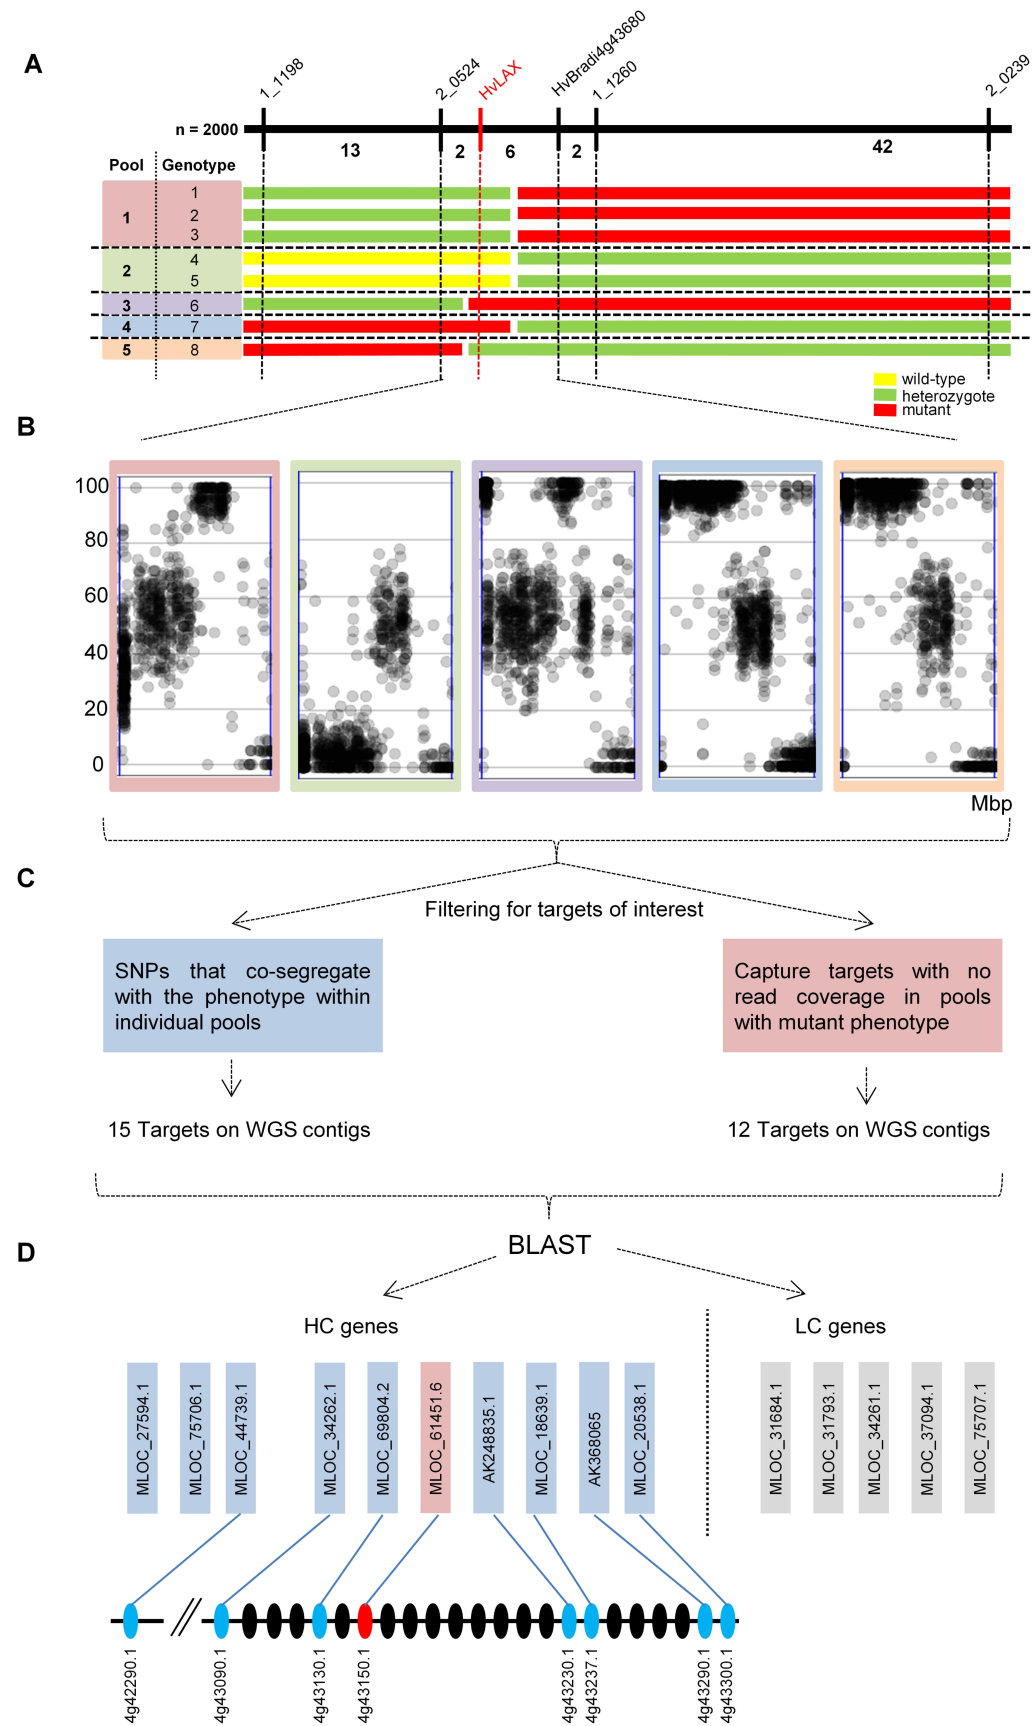 A
1_1198
2_0524
HvLAX
HvBradi4g43680
1_1260
2_0239
n = 2000
13
2
6
2
42
Pool
Genotype
1
1
2
3
2
4
5
3
6
4
7
5
8
wild-type
heterozygote
mutant
B
100
80
60
40
20
0
Mbp
C
Filtering for targets of interest
SNPs that co-segregate
with the phenotype within
individual pools
Capture targets with no
read coverage in pools
with mutant phenotype
15 Targets on WGS contigs
12 Targets on WGS contigs
BLAST
D
HC genes
LC genes
MLOC_27594.1
MLOC_75706.1
MLOC_44739.1
MLOC_34262.1
MLOC_69804.2
MLOC_61451.6
AK248835.1
MLOC_18639.1
AK368065
MLOC_20538.1
MLOC_31684.1
MLOC_31793.1
MLOC_34261.1
MLOC_37094.1
MLOC_75707.1
4g42290.1
4g43090.1
4g43130.1
4g43150.1
4g43230.1
4g43237.1
4g43290.1
4g43300.1